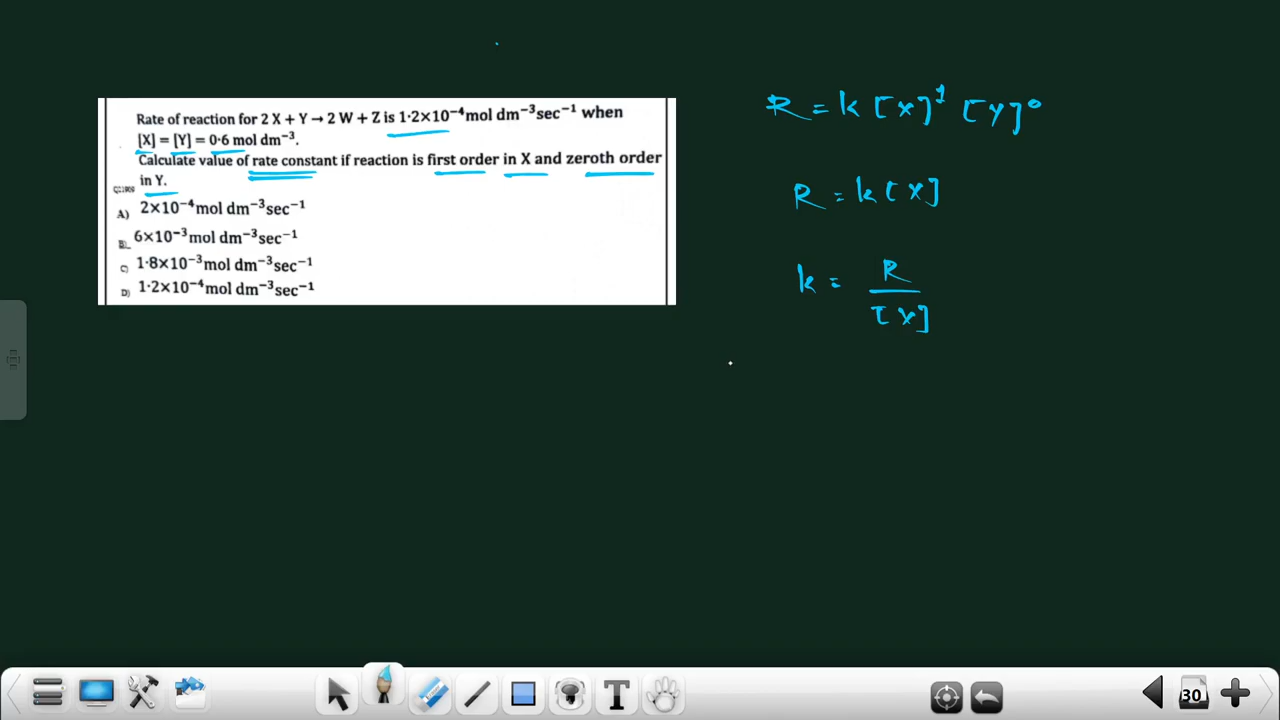 Rate of reaction for 2 X + Y → 2 W + Z is 1·2×10⁻⁴mol dm⁻³sec⁻¹ when
[X] = [Y] = 0·6 mol dm⁻³.
Calculate value of rate constant if reaction is first order in X and zeroth order
in Y.
A) 2×10⁻⁴mol dm⁻³sec⁻¹
B) 6×10⁻³mol dm⁻³sec⁻¹
C) 1·8×10⁻³mol dm⁻³sec⁻¹
D) 1·2×10⁻⁴mol dm⁻³sec⁻¹
R = k [X]¹ [Y]⁰
R = k [X]
k = R / [X]
T
30